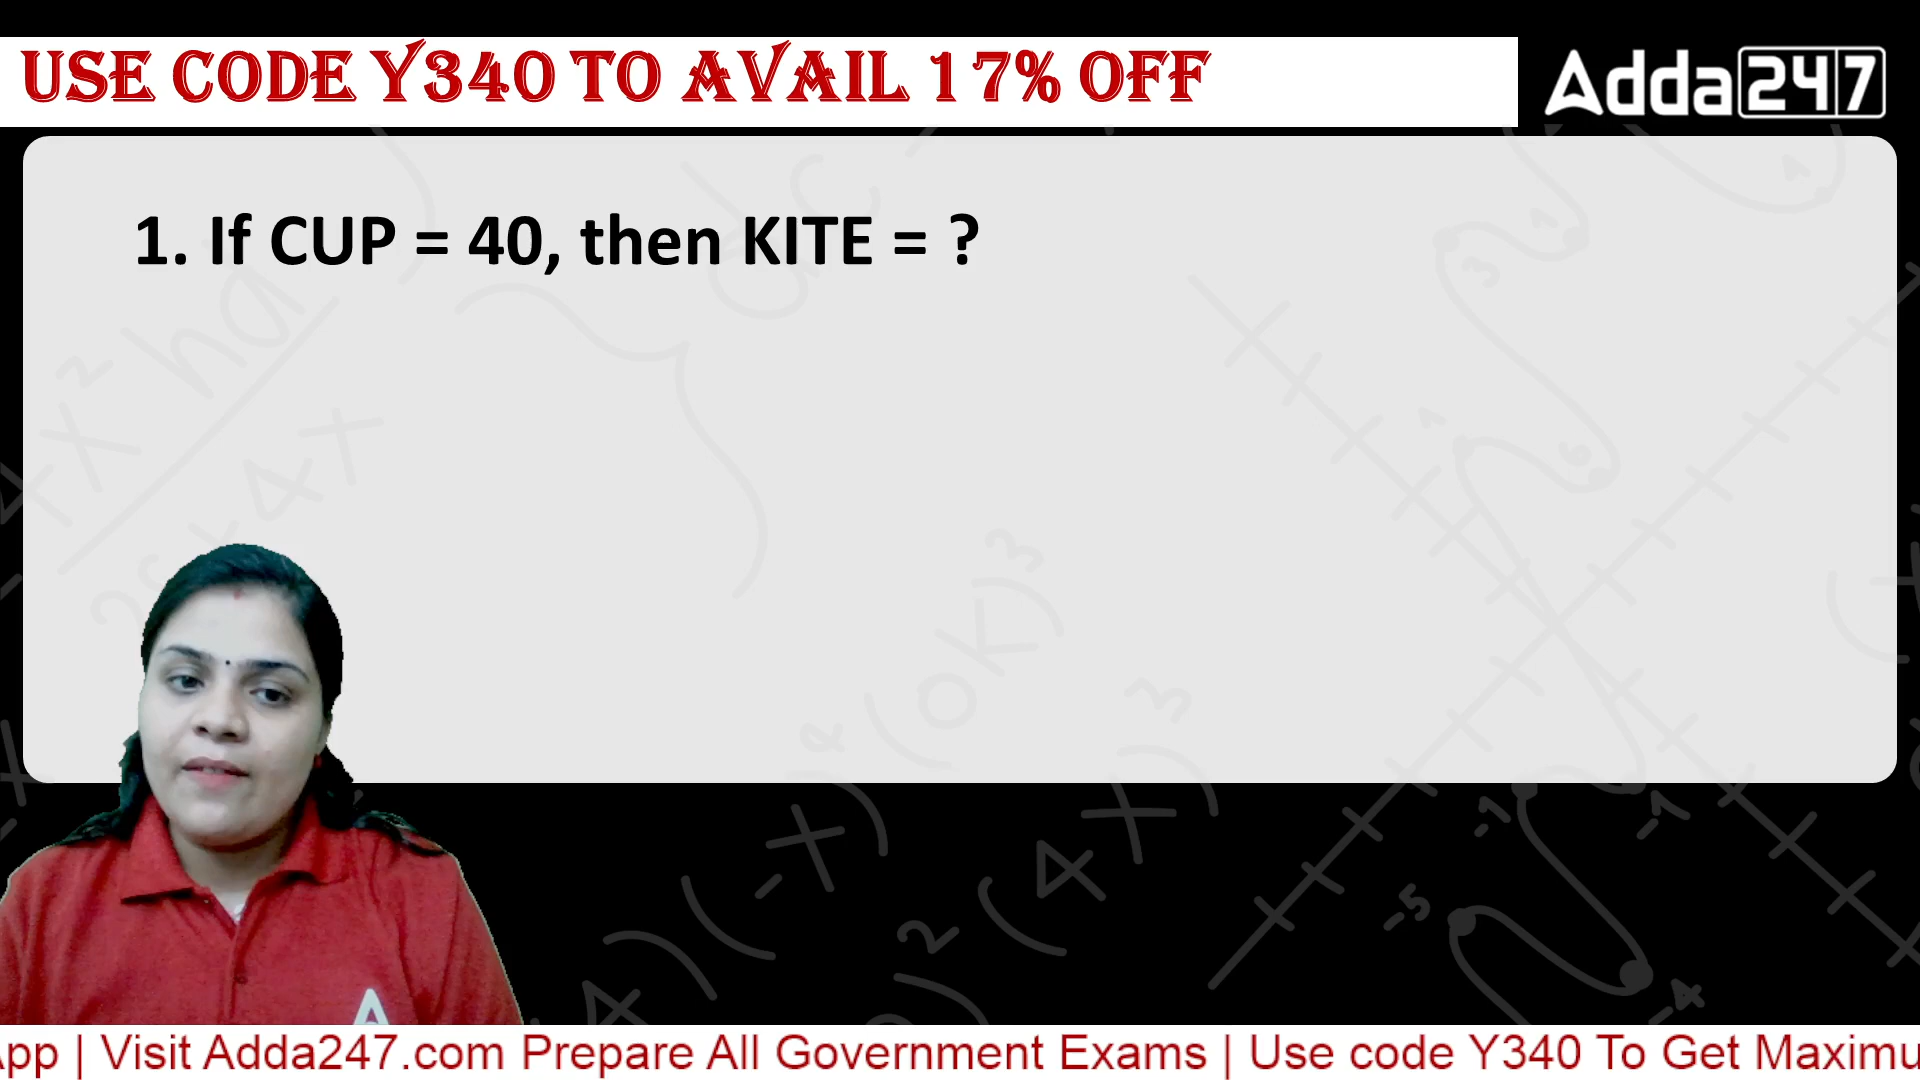 USE CODE Y340 TO AVAIL 17% OFF
Adda247
1. If CUP = 40, then KITE = ?
App | Visit Adda247.com Prepare All Government Exams | Use code Y340 To Get Maximu